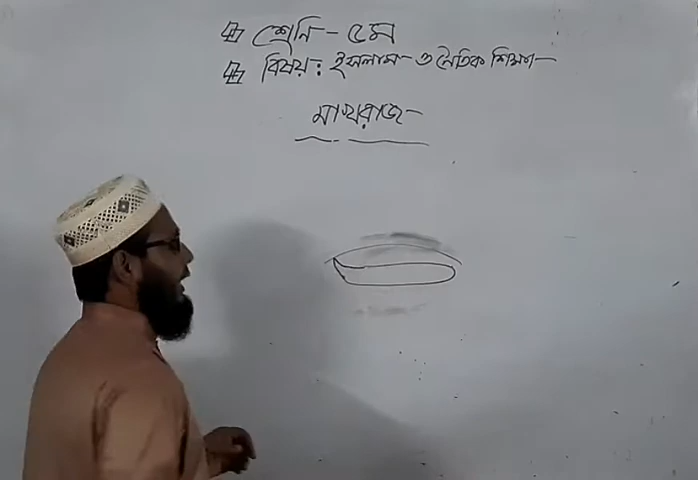 শ্রেনি - ৫ম
বিষয়: ইসলাম ও নৈতিক শিক্ষা -
মাখরাজ -